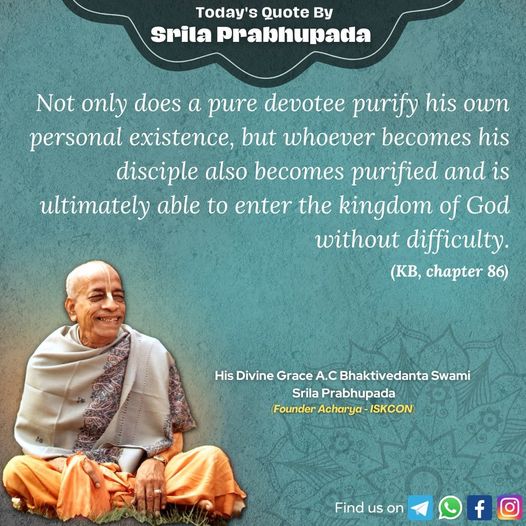 Today's Quote By
Srila Prabhupada
Not only does a pure devotee purify his own
personal existence, but whoever becomes his
disciple also becomes purified and is
ultimately able to enter the kingdom of God
without difficulty.
(KB, chapter 86)
His Divine Grace A.C Bhaktivedanta Swami
Srila Prabhupada
(Founder Acharya - ISKCON)
Find us on